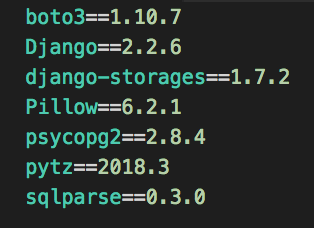 boto3==1.10.7
Django==2.2.6
django-storages==1.7.2
Pillow==6.2.1
psycopg2==2.8.4
pytz==2018.3
sqlparse==0.3.0